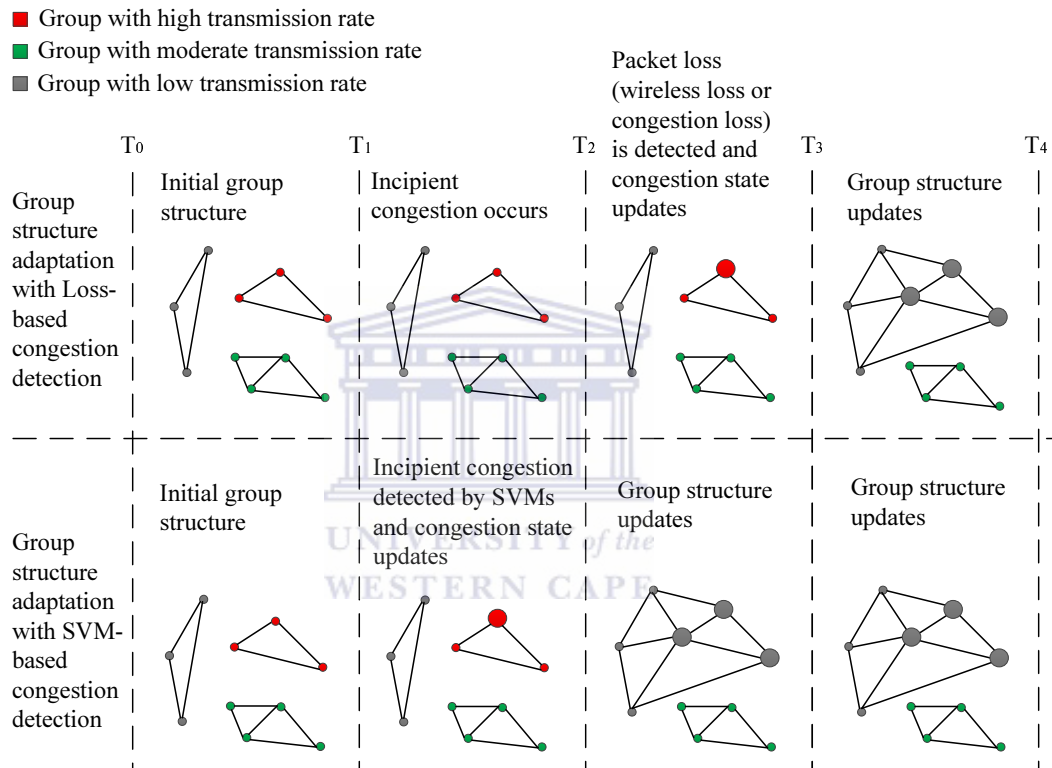 Group with high transmission rate
Group with moderate transmission rate
Group with low transmission rate
T0
T1
T2
T3
T4
Group
structure
adaptation
with Loss-
based
congestion
detection
Initial group
structure
Incipient
congestion occurs
Packet loss
(wireless loss or
congestion loss)
is detected and
congestion state
updates
Group structure
updates
Group
structure
adaptation
with SVM-
based
congestion
detection
Initial group
structure
Incipient congestion
detected by SVMs
and congestion state
updates
Group structure
updates
Group structure
updates
UNIVERSITY of the
WESTERN CAPE